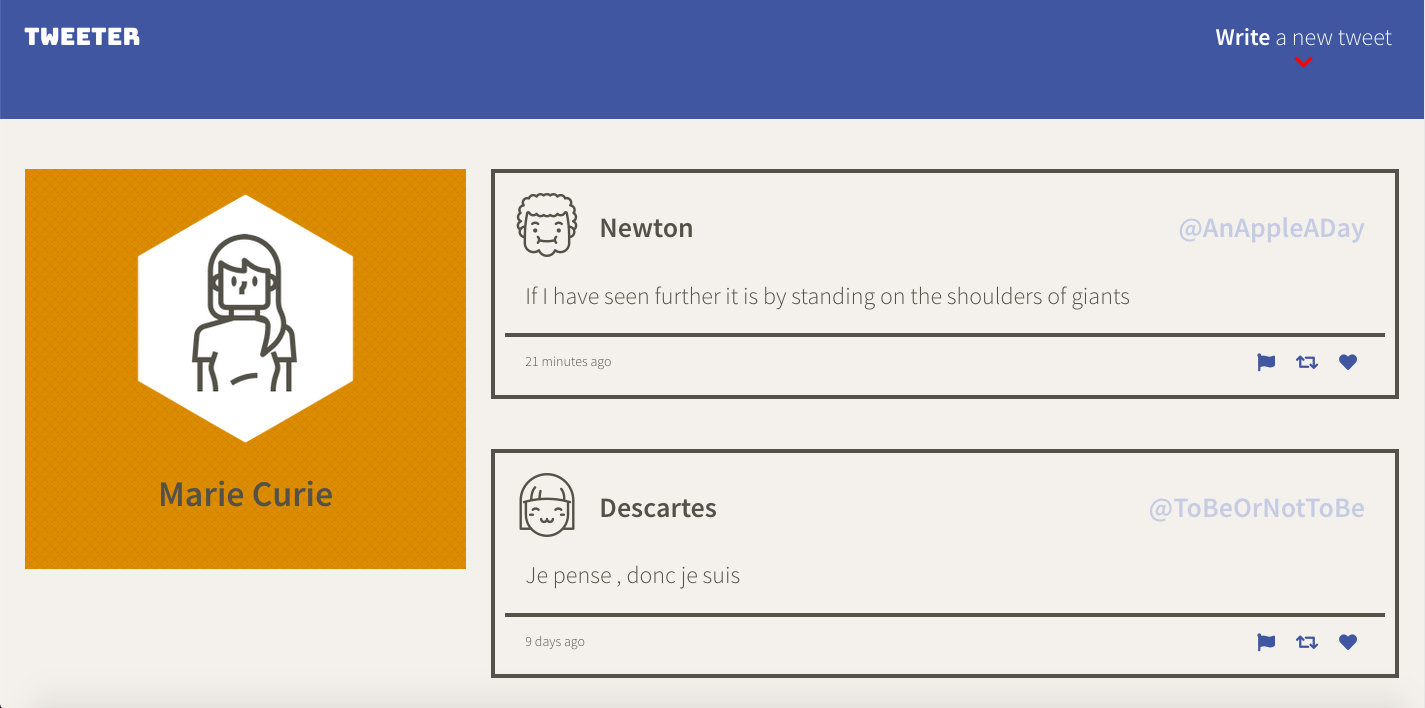 TWEETER
Write a new tweet
Marie Curie
Newton @AnAppleADay
If I have seen further it is by standing on the shoulders of giants
21 minutes ago
Descartes @ToBeOrNotToBe
Je pense , donc je suis
9 days ago